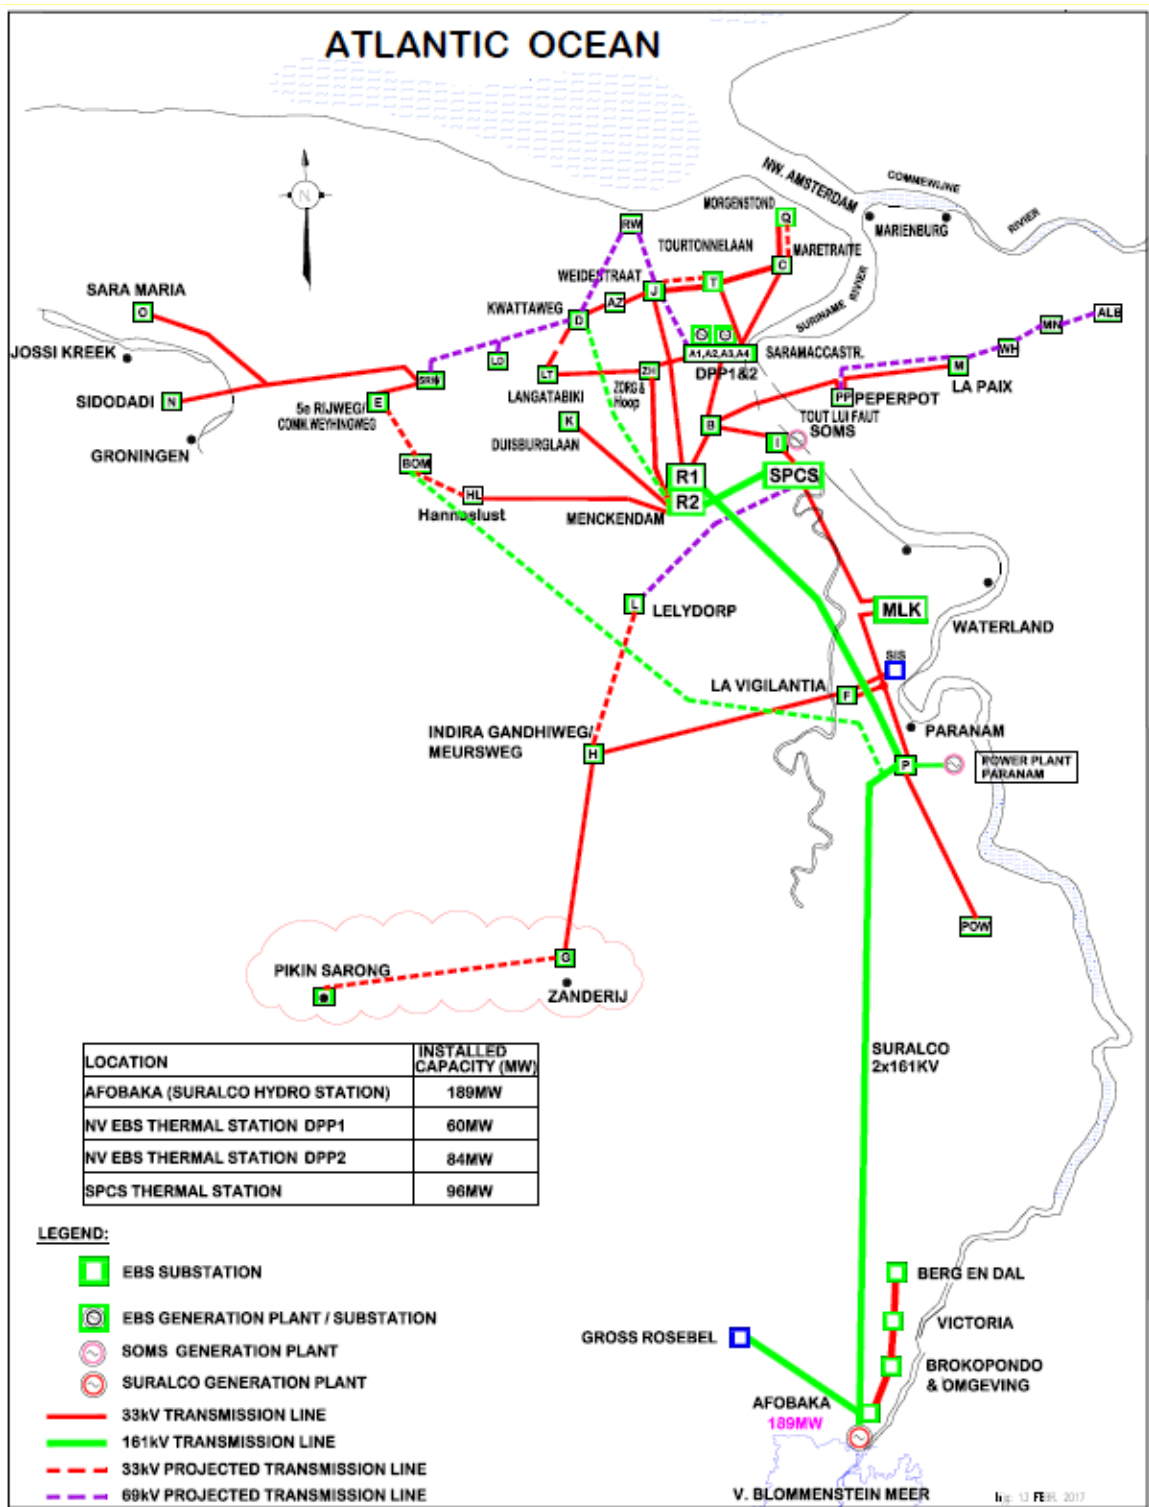 ATLANTIC OCEAN
NW. AMSTERDAM
COMMEWIJNE
RIVIER
MARIENBURG
MORGENSTOND
Q
RW
TOURTONNELAAN
MARETRAITE
C
SURINAME RIVIER
WEIDESTRAAT
J
T
SARA MARIA
O
KWATTAWEG
AZ
D
ALB
MN
WH
JOSSI KREEK
LD
A1,A2,A3,A4
SARAMACCASTR.
DPP1&2
M
LA PAIX
SIDODADI
N
E
LT
ZH
ZORG &
Hoop
LANGATABIKI
PP
PEPERPOT
TOUT LUI FAUT
5e RIJWEG/
COMM.WEYHINGWEG
K
DUISBURGLAAN
B
I
SOMS
GRONINGEN
BOM
HL
Hannaslust
R1
R2
SPCS
MENCKENDAM
L
LELYDORP
MLK
WATERLAND
SIS
LA VIGILANTIA
F
INDIRA GANDHIWEG/
MEURSWEG
H
PARANAM
P
POWER PLANT
PARANAM
POW
PIKIN SARONG
G
ZANDERIJ
SURALCO
2x161KV
LOCATION
INSTALLED
CAPACITY (MW)
AFOBAKA (SURALCO HYDRO STATION) 189MW
NV EBS THERMAL STATION DPP1 60MW
NV EBS THERMAL STATION DPP2 84MW
SPCS THERMAL STATION 96MW
LEGEND:
EBS SUBSTATION
EBS GENERATION PLANT / SUBSTATION
SOMS GENERATION PLANT
SURALCO GENERATION PLANT
33kV TRANSMISSION LINE
161kV TRANSMISSION LINE
33kV PROJECTED TRANSMISSION LINE
69kV PROJECTED TRANSMISSION LINE
BERG EN DAL
VICTORIA
GROSS ROSEBEL
BROKOPONDO
& OMGEVING
AFOBAKA
189MW
V. BLOMMENSTEIN MEER
13 FEBR. 2017